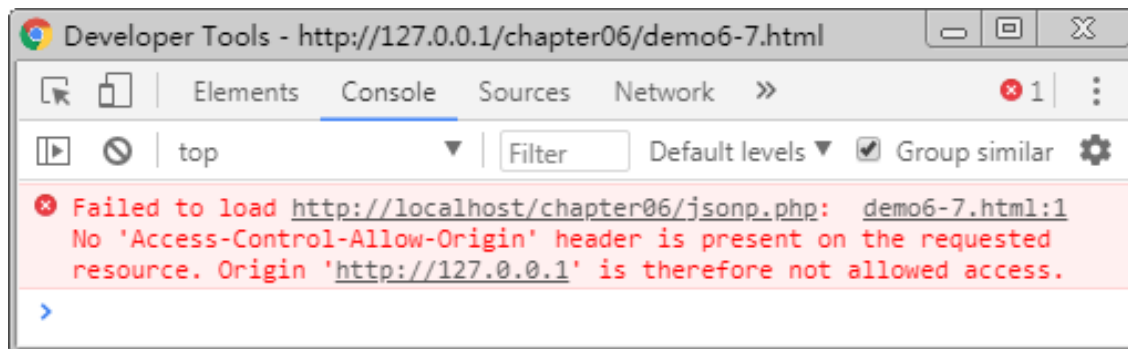 Developer Tools - http://127.0.0.1/chapter06/demo6-7.html
Elements Console Sources Network » 1
top Filter Default levels Group similar
Failed to load http://localhost/chapter06/jsonp.php: demo6-7.html:1
No 'Access-Control-Allow-Origin' header is present on the requested
resource. Origin 'http://127.0.0.1' is therefore not allowed access.